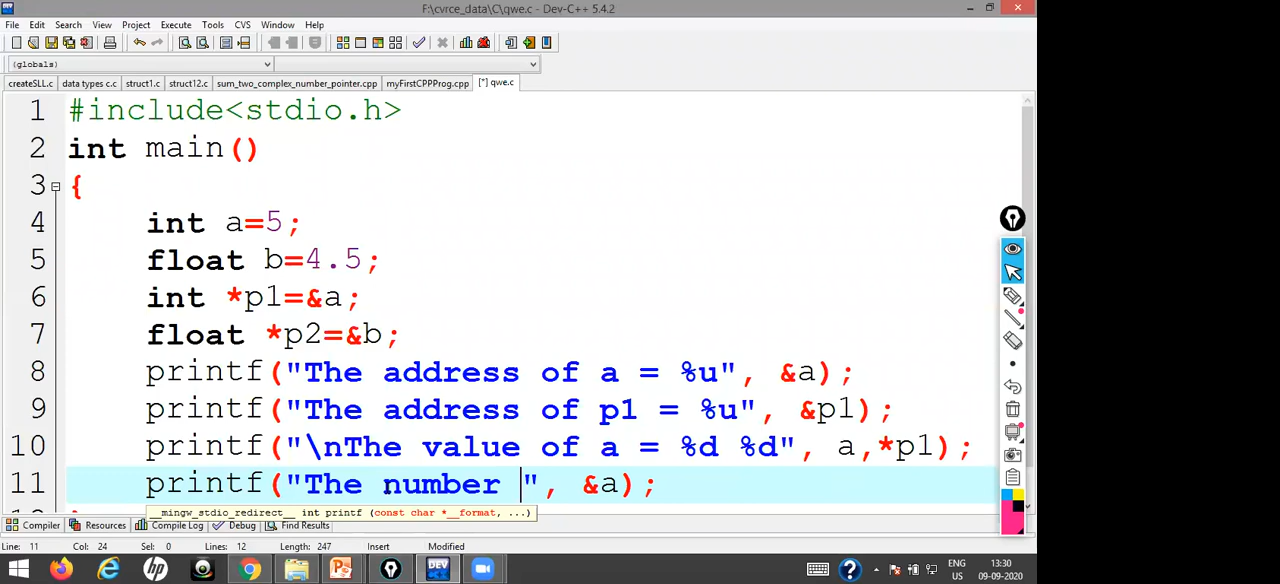 F:\cvrce_data\C\qwe.c - Dev-C++ 5.4.2
File Edit Search View Project Execute Tools CVS Window Help
(globals)
createSLL.c data types c.c struct1.c struct12.c sum_two_complex_number_pointer.cpp myFirstCPPProg.cpp [*] qwe.c
1 #include<stdio.h>
2 int main()
3 {
4 int a=5;
5 float b=4.5;
6 int *p1=&a;
7 float *p2=&b;
8 printf("The address of a = %u", &a);
9 printf("The address of p1 = %u", &p1);
10 printf("\nThe value of a = %d %d", a,*p1);
11 printf("The number ", &a);
__mingw_stdio_redirect__ int printf (const char *__format, ...)
Compiler Resources Compile Log Debug Find Results
Line: 11 Col: 24 Sel: 0 Lines: 12 Length: 247 Insert Modified
ENG 13:30
US 09-09-2020